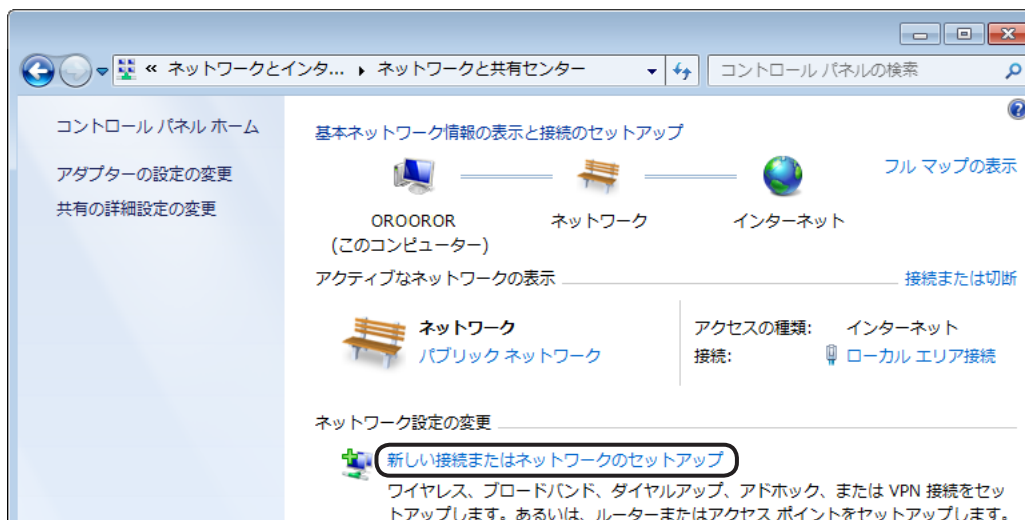 « ネットワークとインタ... ▸ ネットワークと共有センター
コントロール パネルの検索
コントロール パネル ホーム
アダプターの設定の変更
共有の詳細設定の変更
基本ネットワーク情報の表示と接続のセットアップ
フル マップの表示
OROOROR
(このコンピューター)
ネットワーク
インターネット
アクティブなネットワークの表示
接続または切断
ネットワーク
パブリック ネットワーク
アクセスの種類: インターネット
接続: ローカル エリア接続
ネットワーク設定の変更
新しい接続またはネットワークのセットアップ
ワイヤレス、ブロードバンド、ダイヤルアップ、アドホック、または VPN 接続をセッ
トアップします。あるいは、ルーターまたはアクセス ポイントをセットアップします。